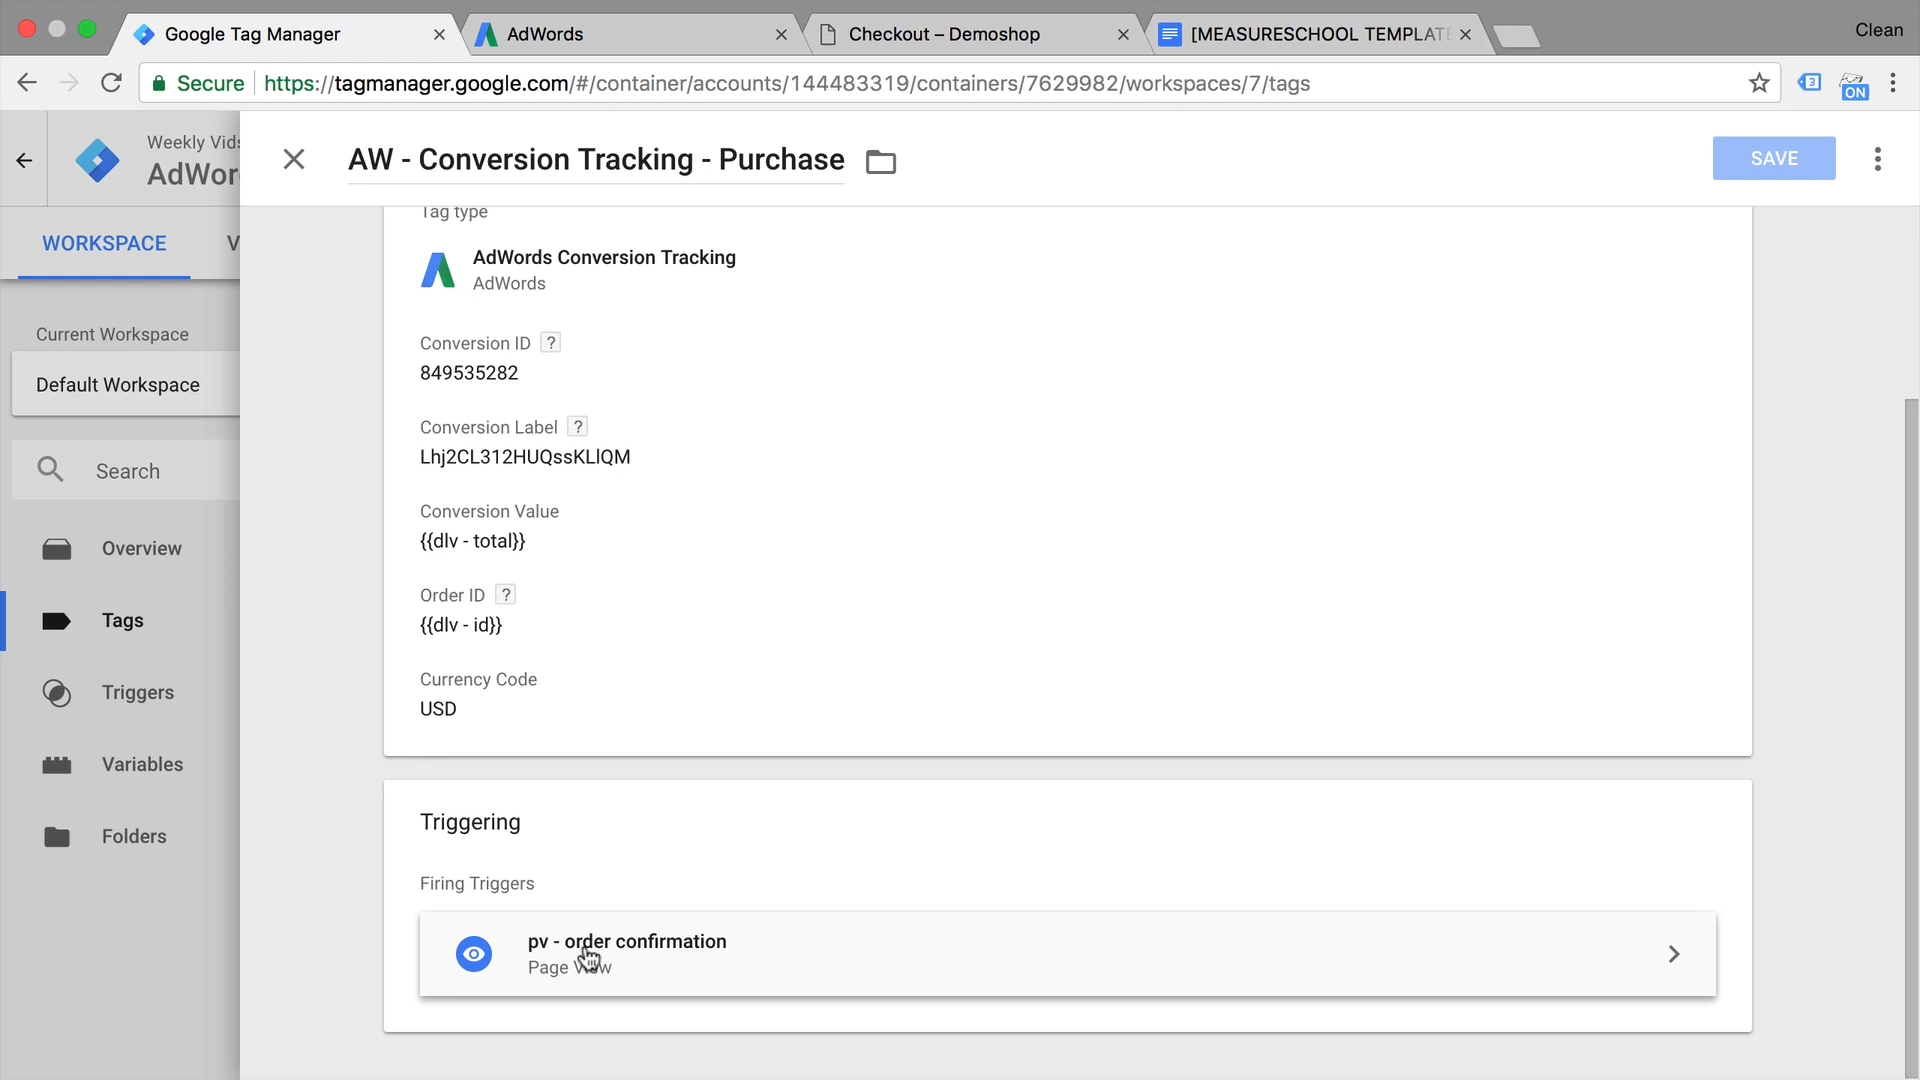 Google Tag Manager
AdWords
Checkout – Demoshop
[MEASURESCHOOL TEMPLAT
Clean
Secure
https://tagmanager.google.com/#/container/accounts/144483319/containers/7629982/workspaces/7/tags
3
ON
Weekly Vids
AdWor
AW - Conversion Tracking - Purchase
SAVE
WORKSPACE
V
Current Workspace
Default Workspace
Search
Overview
Tags
Triggers
Variables
Folders
Tag type
AdWords Conversion Tracking
AdWords
Conversion ID ?
849535282
Conversion Label ?
Lhj2CL312HUQssKLlQM
Conversion Value
{{dlv - total}}
Order ID ?
{{dlv - id}}
Currency Code
USD
Triggering
Firing Triggers
pv - order confirmation
Page View